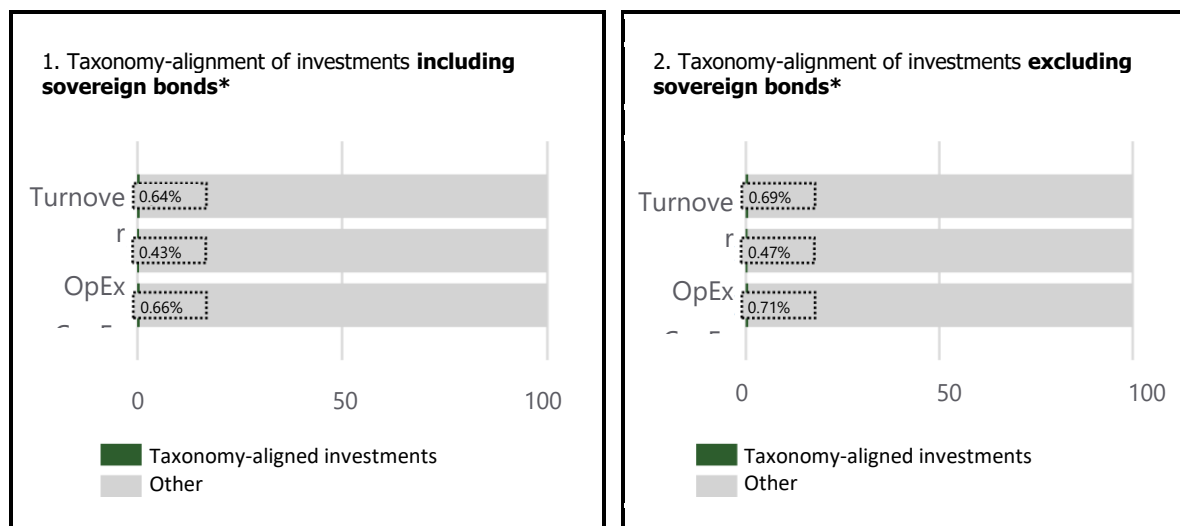 1. Taxonomy-alignment of investments including
sovereign bonds*
Turnove
r
OpEx
0.64%
0.43%
0.66%
0
50
100
Taxonomy-aligned investments
Other
2. Taxonomy-alignment of investments excluding
sovereign bonds*
Turnove
r
OpEx
0.69%
0.47%
0.71%
0
50
100
Taxonomy-aligned investments
Other